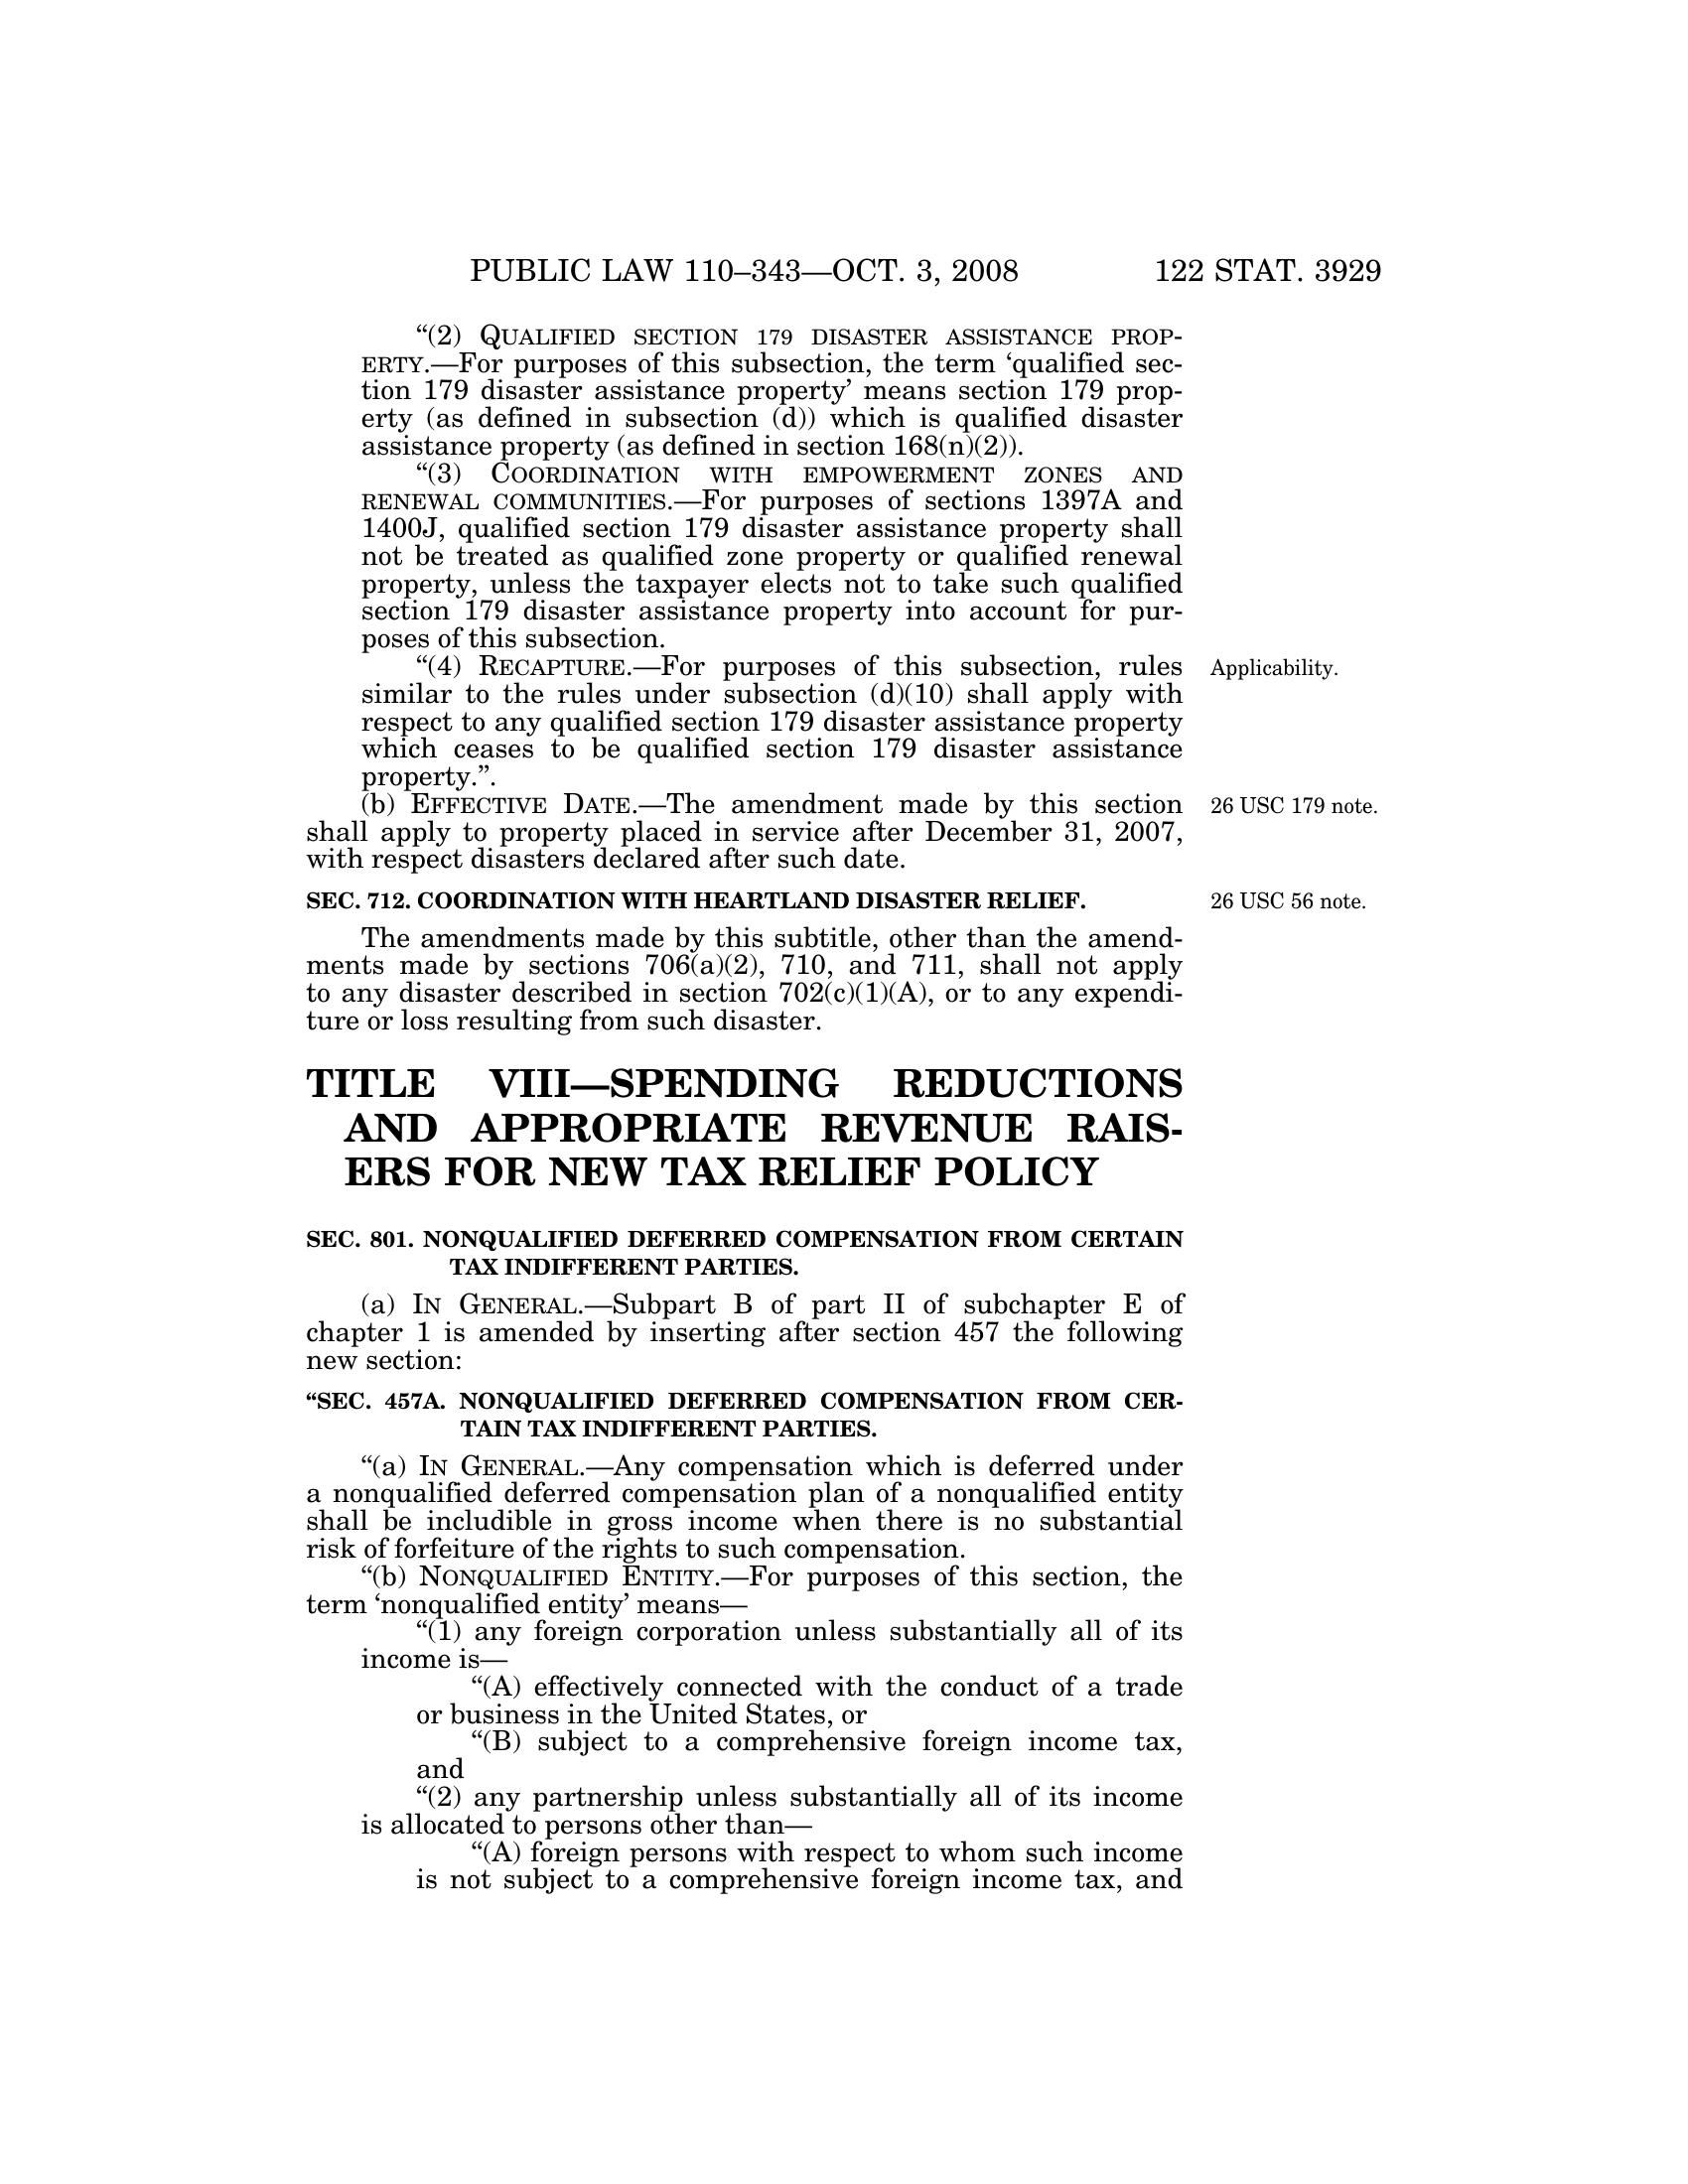 PUBLIC LAW 110–343—OCT. 3, 2008 122 STAT. 3929
“(2) QUALIFIED SECTION 179 DISASTER ASSISTANCE PROP-
ERTY.—For purposes of this subsection, the term ‘qualified sec-
tion 179 disaster assistance property’ means section 179 prop-
erty (as defined in subsection (d)) which is qualified disaster
assistance property (as defined in section 168(n)(2)).
“(3) COORDINATION WITH EMPOWERMENT ZONES AND
RENEWAL COMMUNITIES.—For purposes of sections 1397A and
1400J, qualified section 179 disaster assistance property shall
not be treated as qualified zone property or qualified renewal
property, unless the taxpayer elects not to take such qualified
section 179 disaster assistance property into account for pur-
poses of this subsection.
“(4) RECAPTURE.—For purposes of this subsection, rules Applicability.
similar to the rules under subsection (d)(10) shall apply with
respect to any qualified section 179 disaster assistance property
which ceases to be qualified section 179 disaster assistance
property.”.
(b) EFFECTIVE DATE.—The amendment made by this section 26 USC 179 note.
shall apply to property placed in service after December 31, 2007,
with respect disasters declared after such date.
SEC. 712. COORDINATION WITH HEARTLAND DISASTER RELIEF. 26 USC 56 note.
The amendments made by this subtitle, other than the amend-
ments made by sections 706(a)(2), 710, and 711, shall not apply
to any disaster described in section 702(c)(1)(A), or to any expendi-
ture or loss resulting from such disaster.
TITLE VIII—SPENDING REDUCTIONS
AND APPROPRIATE REVENUE RAIS-
ERS FOR NEW TAX RELIEF POLICY
SEC. 801. NONQUALIFIED DEFERRED COMPENSATION FROM CERTAIN
TAX INDIFFERENT PARTIES.
(a) IN GENERAL.—Subpart B of part II of subchapter E of
chapter 1 is amended by inserting after section 457 the following
new section:
“SEC. 457A. NONQUALIFIED DEFERRED COMPENSATION FROM CER-
TAIN TAX INDIFFERENT PARTIES.
“(a) IN GENERAL.—Any compensation which is deferred under
a nonqualified deferred compensation plan of a nonqualified entity
shall be includible in gross income when there is no substantial
risk of forfeiture of the rights to such compensation.
“(b) NONQUALIFIED ENTITY.—For purposes of this section, the
term ‘nonqualified entity’ means—
“(1) any foreign corporation unless substantially all of its
income is—
“(A) effectively connected with the conduct of a trade
or business in the United States, or
“(B) subject to a comprehensive foreign income tax,
and
“(2) any partnership unless substantially all of its income
is allocated to persons other than—
“(A) foreign persons with respect to whom such income
is not subject to a comprehensive foreign income tax, and